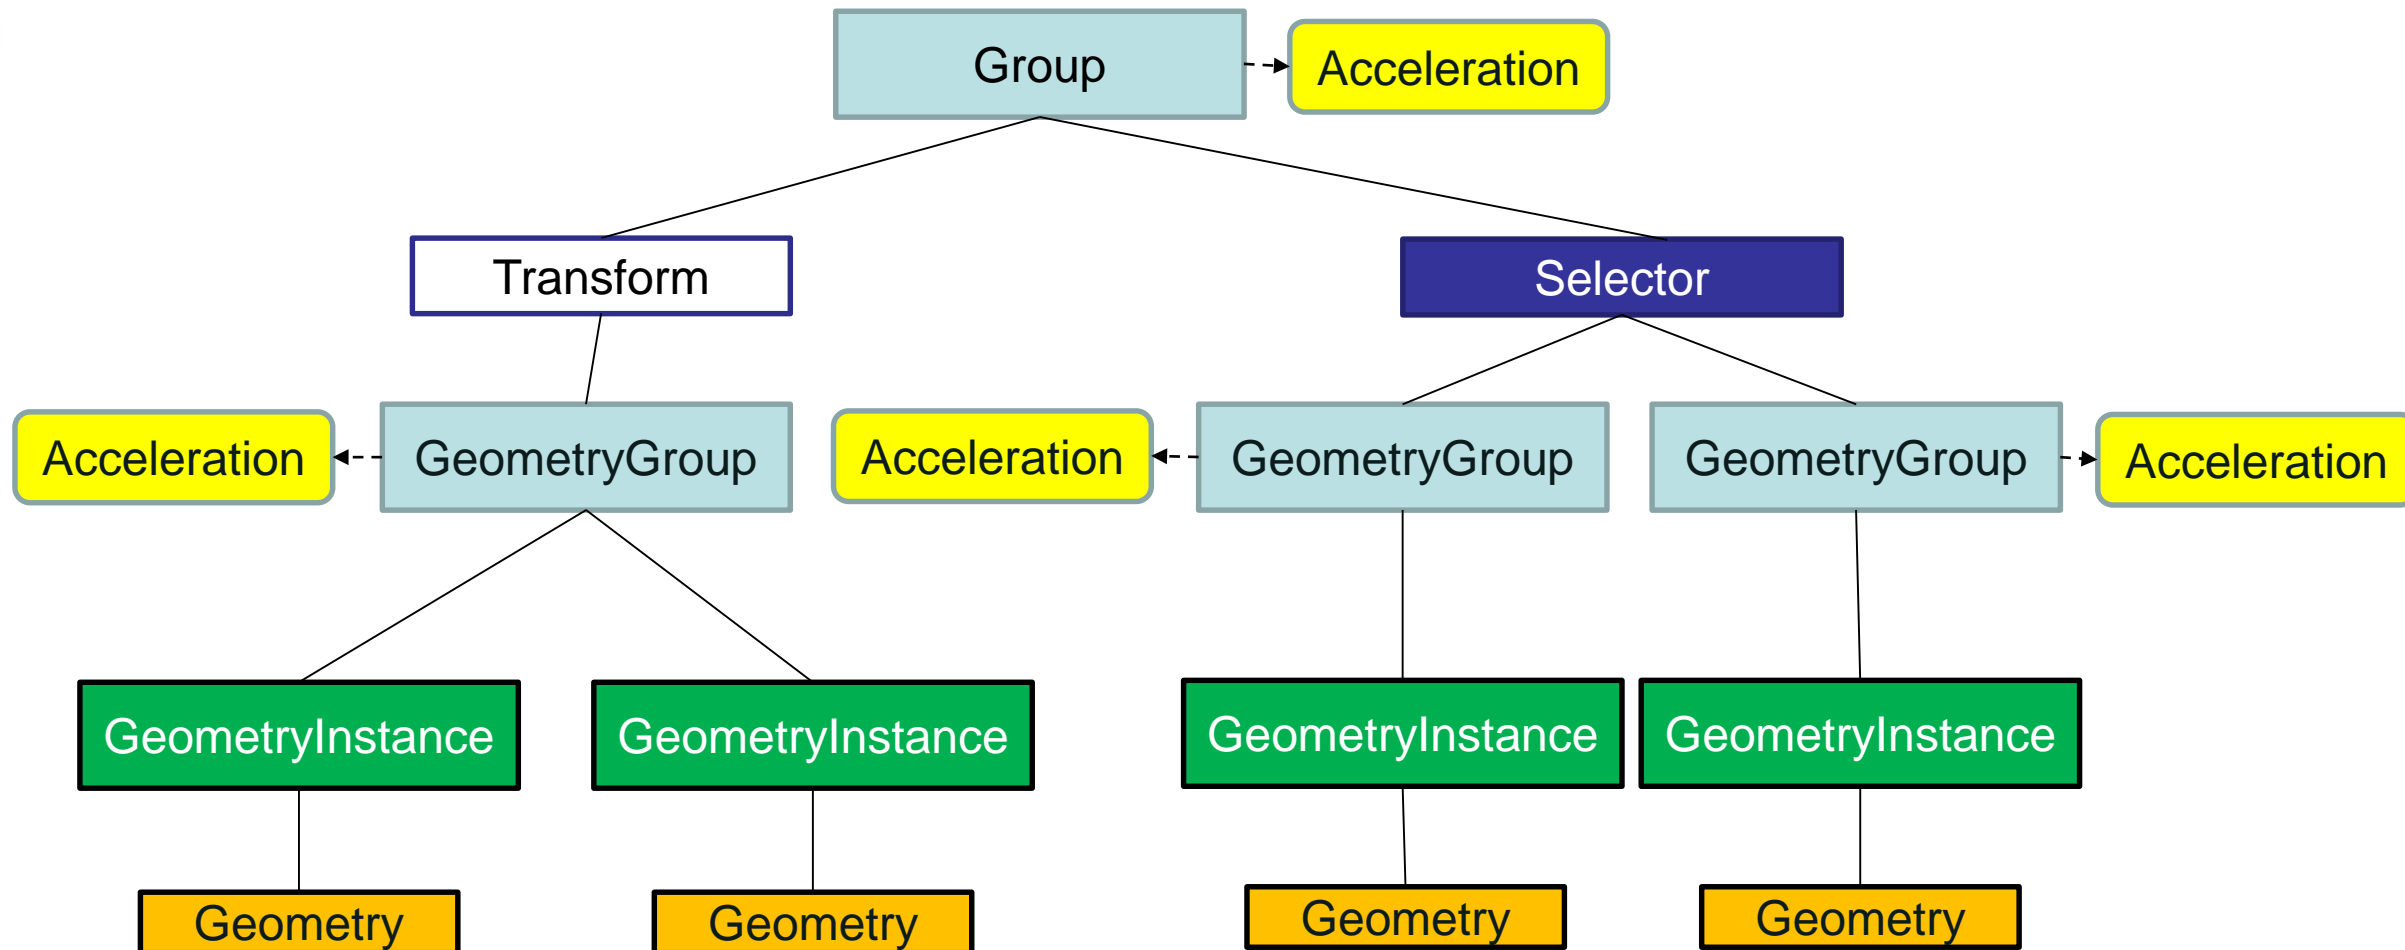 Group
Acceleration
Transform
Selector
Acceleration
GeometryGroup
Acceleration
GeometryGroup
GeometryGroup
Acceleration
GeometryInstance
GeometryInstance
GeometryInstance
GeometryInstance
Geometry
Geometry
Geometry
Geometry